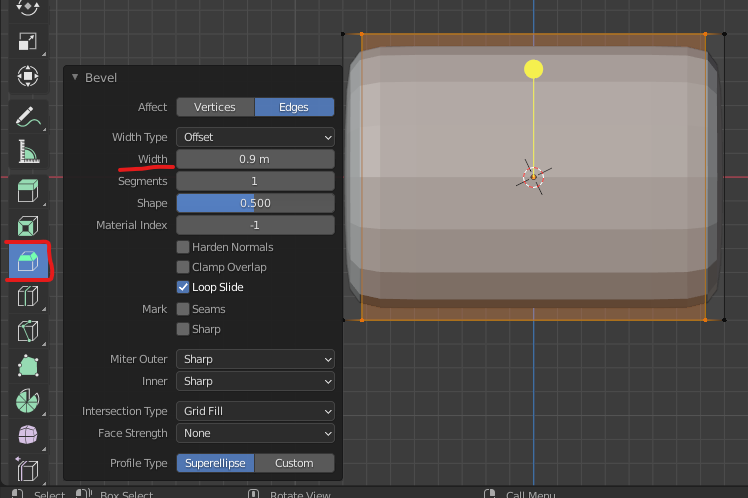 Bevel
Affect Vertices Edges
Width Type Offset
Width 0.9 m
Segments 1
Shape 0.500
Material Index -1
Harden Normals
Clamp Overlap
Loop Slide
Mark Seams
Sharp
Miter Outer Sharp
Inner Sharp
Intersection Type Grid Fill
Face Strength None
Profile Type Superellipse Custom
Select Box Select Rotate View Call Menu